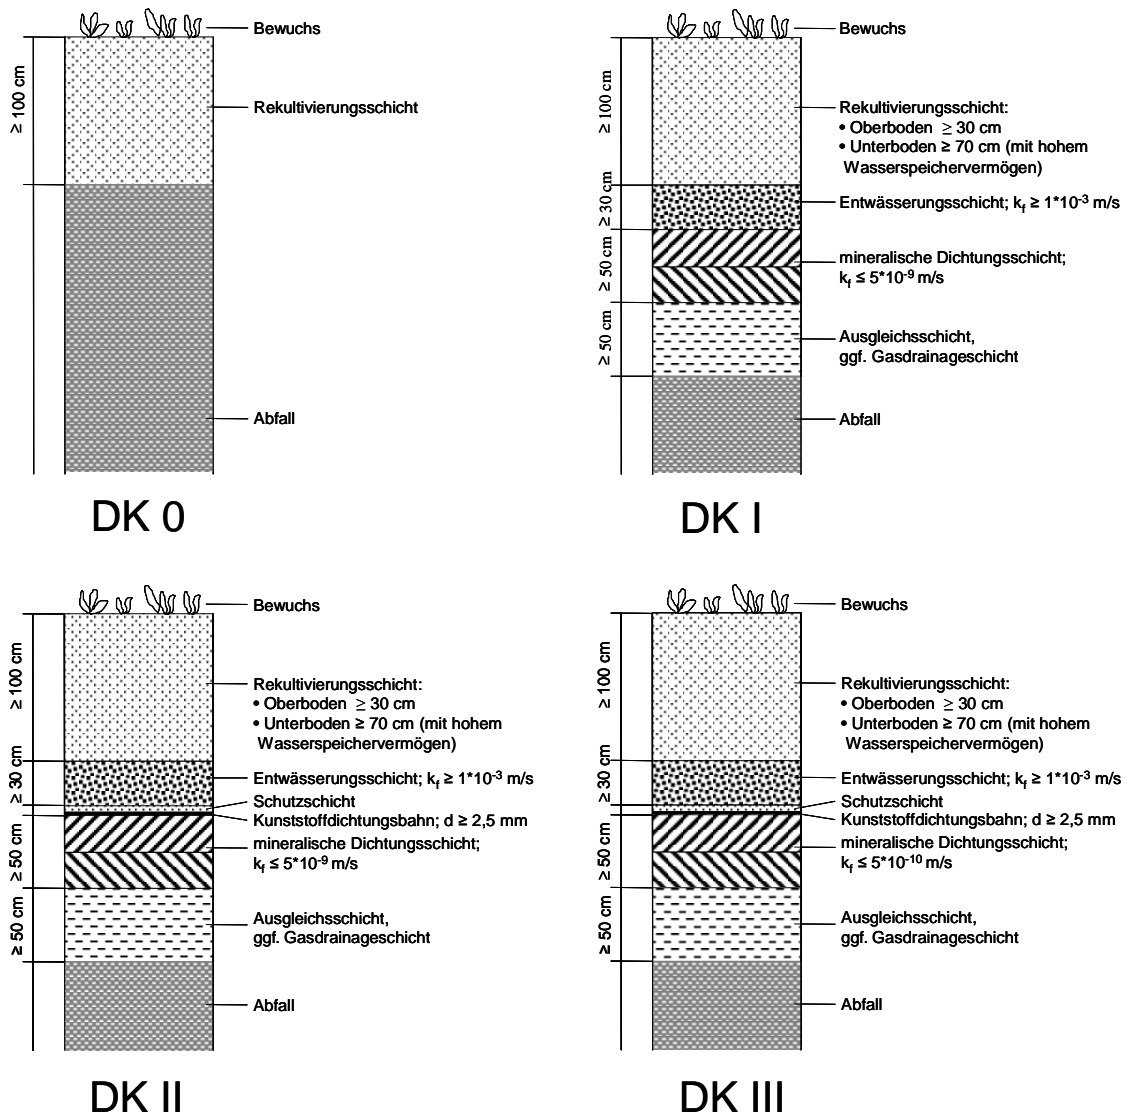 Bewuchs
≥ 100 cm
Rekultivierungsschicht
Abfall
DK 0
Bewuchs
≥ 100 cm
Rekultivierungsschicht:
• Oberboden ≥ 30 cm
• Unterboden ≥ 70 cm (mit hohem
Wasserspeichervermögen)
≥ 30 cm
Entwässerungsschicht; kf ≥ 1*10-3 m/s
≥ 50 cm
mineralische Dichtungsschicht;
kf ≤ 5*10-9 m/s
≥ 50 cm
Ausgleichsschicht,
ggf. Gasdrainageschicht
Abfall
DK I
Bewuchs
≥ 100 cm
Rekultivierungsschicht:
• Oberboden ≥ 30 cm
• Unterboden ≥ 70 cm (mit hohem
Wasserspeichervermögen)
≥ 30 cm
Entwässerungsschicht; kf ≥ 1*10-3 m/s
Schutzschicht
Kunststoffdichtungsbahn; d ≥ 2,5 mm
≥ 50 cm
mineralische Dichtungsschicht;
kf ≤ 5*10-9 m/s
≥ 50 cm
Ausgleichsschicht,
ggf. Gasdrainageschicht
Abfall
DK II
Bewuchs
≥ 100 cm
Rekultivierungsschicht:
• Oberboden ≥ 30 cm
• Unterboden ≥ 70 cm (mit hohem
Wasserspeichervermögen)
≥ 30 cm
Entwässerungsschicht; kf ≥ 1*10-3 m/s
Schutzschicht
Kunststoffdichtungsbahn; d ≥ 2,5 mm
≥ 50 cm
mineralische Dichtungsschicht;
kf ≤ 5*10-10 m/s
≥ 50 cm
Ausgleichsschicht,
ggf. Gasdrainageschicht
Abfall
DK III